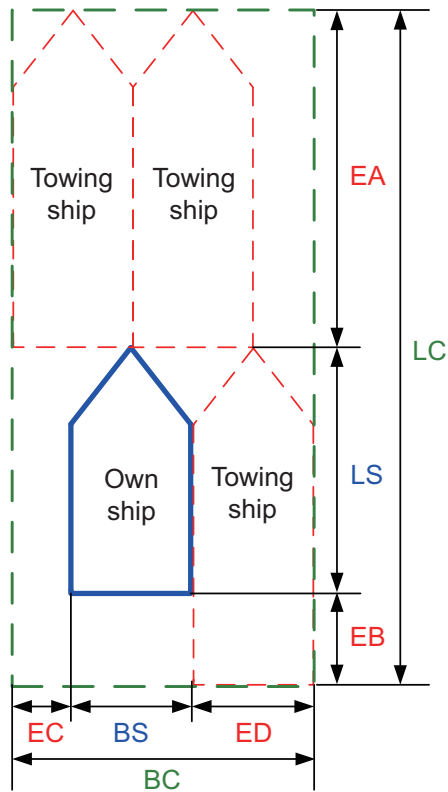 Towing
ship
Towing
ship
EA
LC
Own
ship
Towing
ship
LS
EB
EC
BS
ED
BC